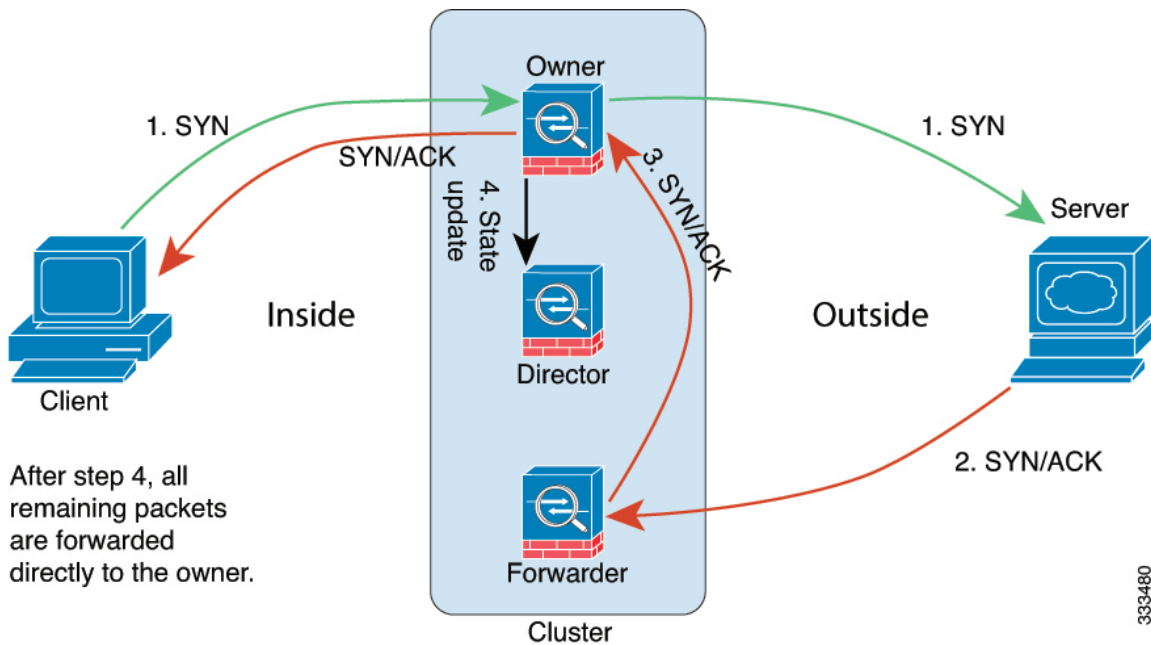 Owner
1. SYN
1. SYN
SYN/ACK
3. SYN/ACK
4. State
update
Server
Inside
Outside
Director
Client
2. SYN/ACK
After step 4, all
remaining packets
are forwarded
directly to the owner.
Forwarder
Cluster
333480